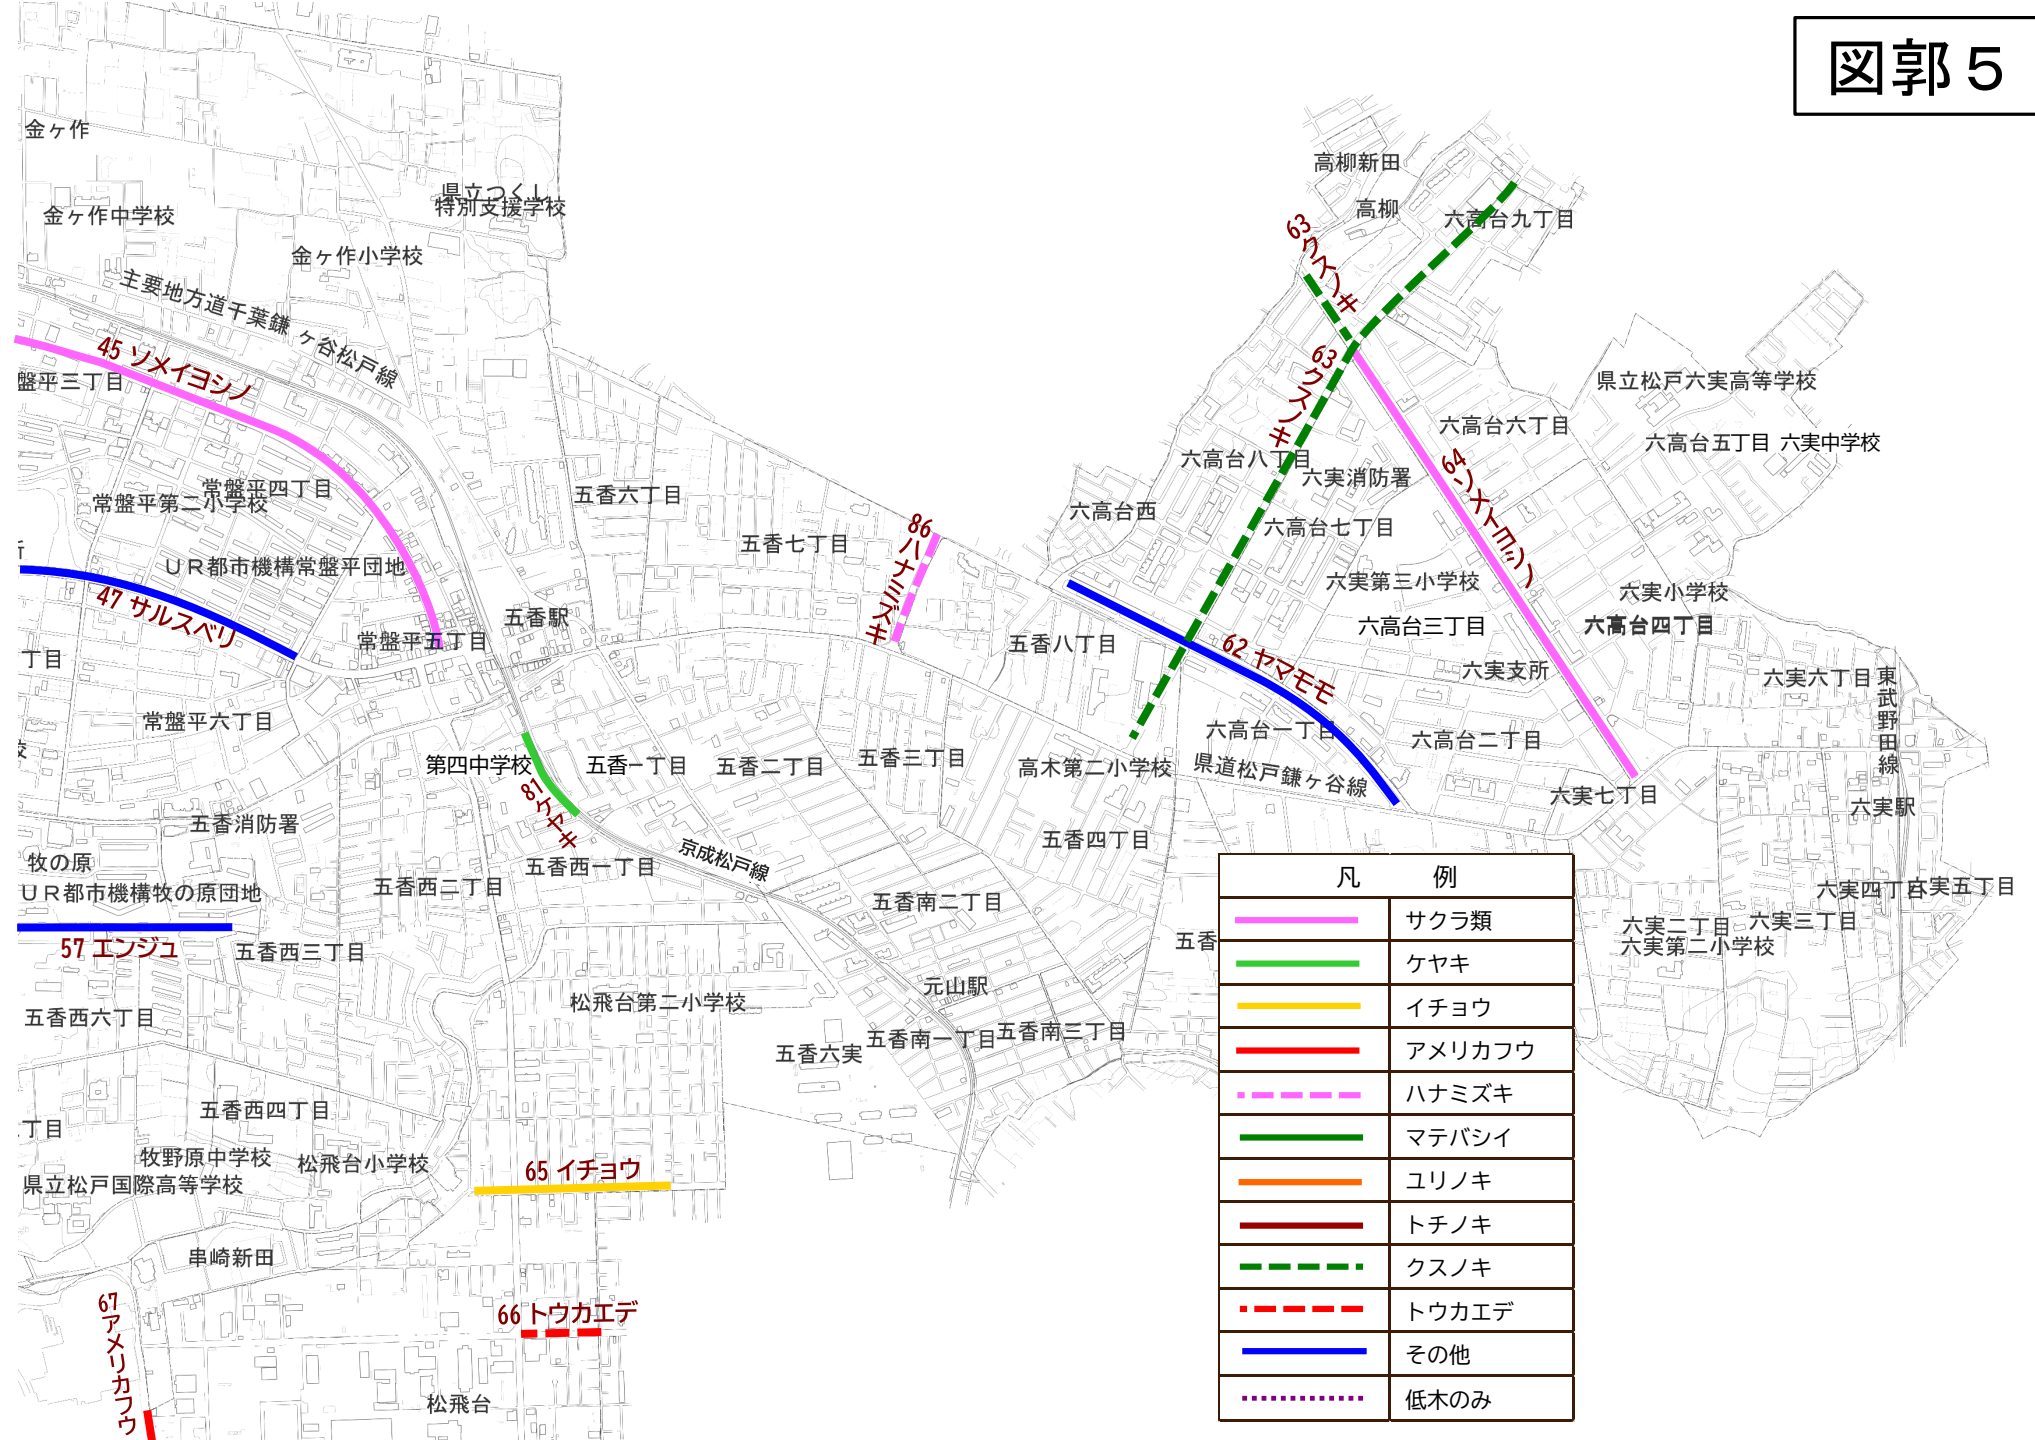 図郭５
金ヶ作
金ヶ作中学校
県立つくし
特別支援学校
金ヶ作小学校
主要地方道千葉鎌ヶ谷松戸線
45 ソメイヨシノ
盤平三丁目
常盤平四丁目
常盤平第二小学校
ＵＲ都市機構常盤平団地
47 サルスベリ
常盤平五丁目
五香駅
丁目
常盤平六丁目
五香六丁目
五香七丁目
86 ハナミズキ
高柳新田
高柳
六高台九丁目
63 クスノキ
63 クスノキ
県立松戸六実高等学校
六高台六丁目
六高台五丁目
六実中学校
六高台八丁目
六実消防署
64 ソメイヨシノ
六高台西
六高台七丁目
六実第三小学校
六実小学校
六高台三丁目
六高台四丁目
五香八丁目
62 ヤマモモ
六実支所
六実六丁目
東武野田線
六高台一丁目
六高台二丁目
第四中学校
五香一丁目
五香二丁目
五香三丁目
高木第二小学校
県道松戸鎌ヶ谷線
六実七丁目
六実駅
81 ケヤキ
五香消防署
牧の原
ＵＲ都市機構牧の原団地
五香西二丁目
五香西一丁目
京成松戸線
五香四丁目
57 エンジュ
五香西三丁目
五香南二丁目
五香
六実四丁目
六実五丁目
六実二丁目
六実三丁目
六実第二小学校
五香西六丁目
松飛台第二小学校
元山駅
五香六実
五香南一丁目
五香南三丁目
五香西四丁目
丁目
牧野原中学校
松飛台小学校
県立松戸国際高等学校
65 イチョウ
串崎新田
67 アメリカフウ
66 トウカエデ
松飛台
凡 例
サクラ類
ケヤキ
イチョウ
アメリカフウ
ハナミズキ
マテバシイ
ユリノキ
トチノキ
クスノキ
トウカエデ
その他
低木のみ